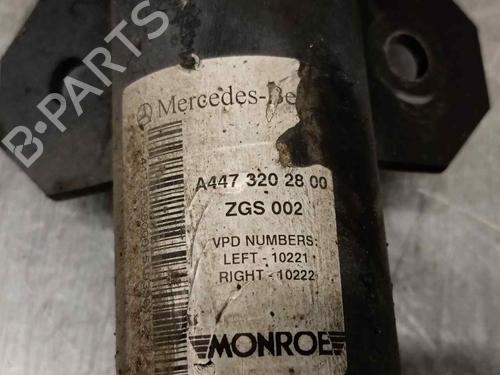 B-PARTS
Mercedes-Be
A447 320 28 00
ZGS 002
VPD NUMBERS:
LEFT - 10221
RIGHT - 10222
MONROE